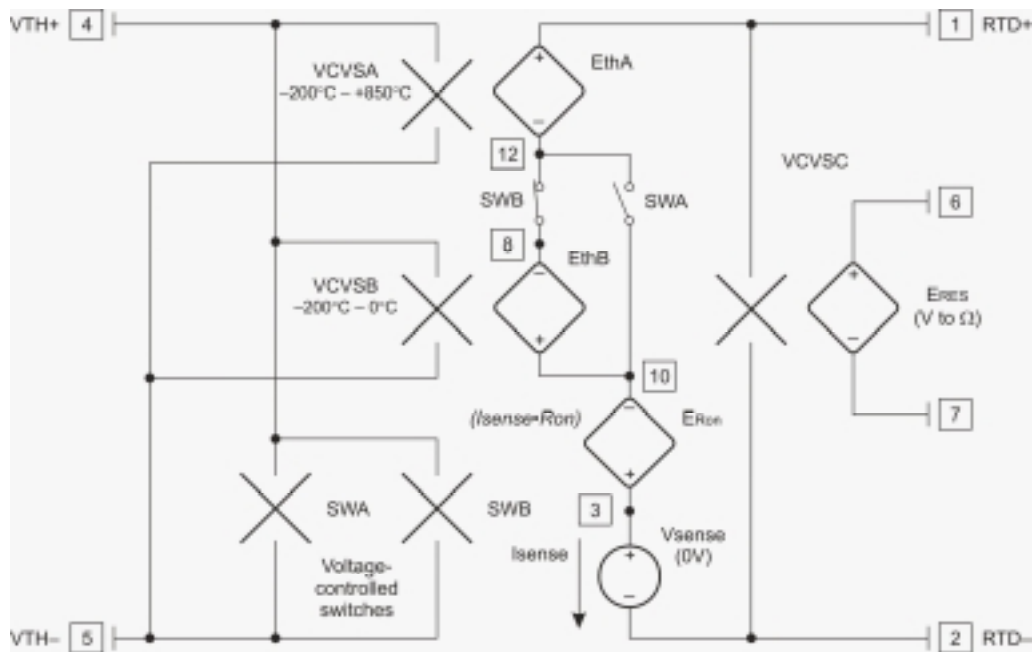 VTH+ 4
1 RTD+
VCVSA
–200°C – +850°C
+
EthA
–
12
VCVSC
SWB
SWA
6
8
EthB
–
VCVSB
–200°C – 0°C
+
+
ERES
(V to Ω)
–
10
(Isense•Ron)
–
ERon
+
7
SWA
SWB
3
Isense
Vsense
(0V)
+
–
Voltage-
controlled
switches
VTH– 5
2 RTD–